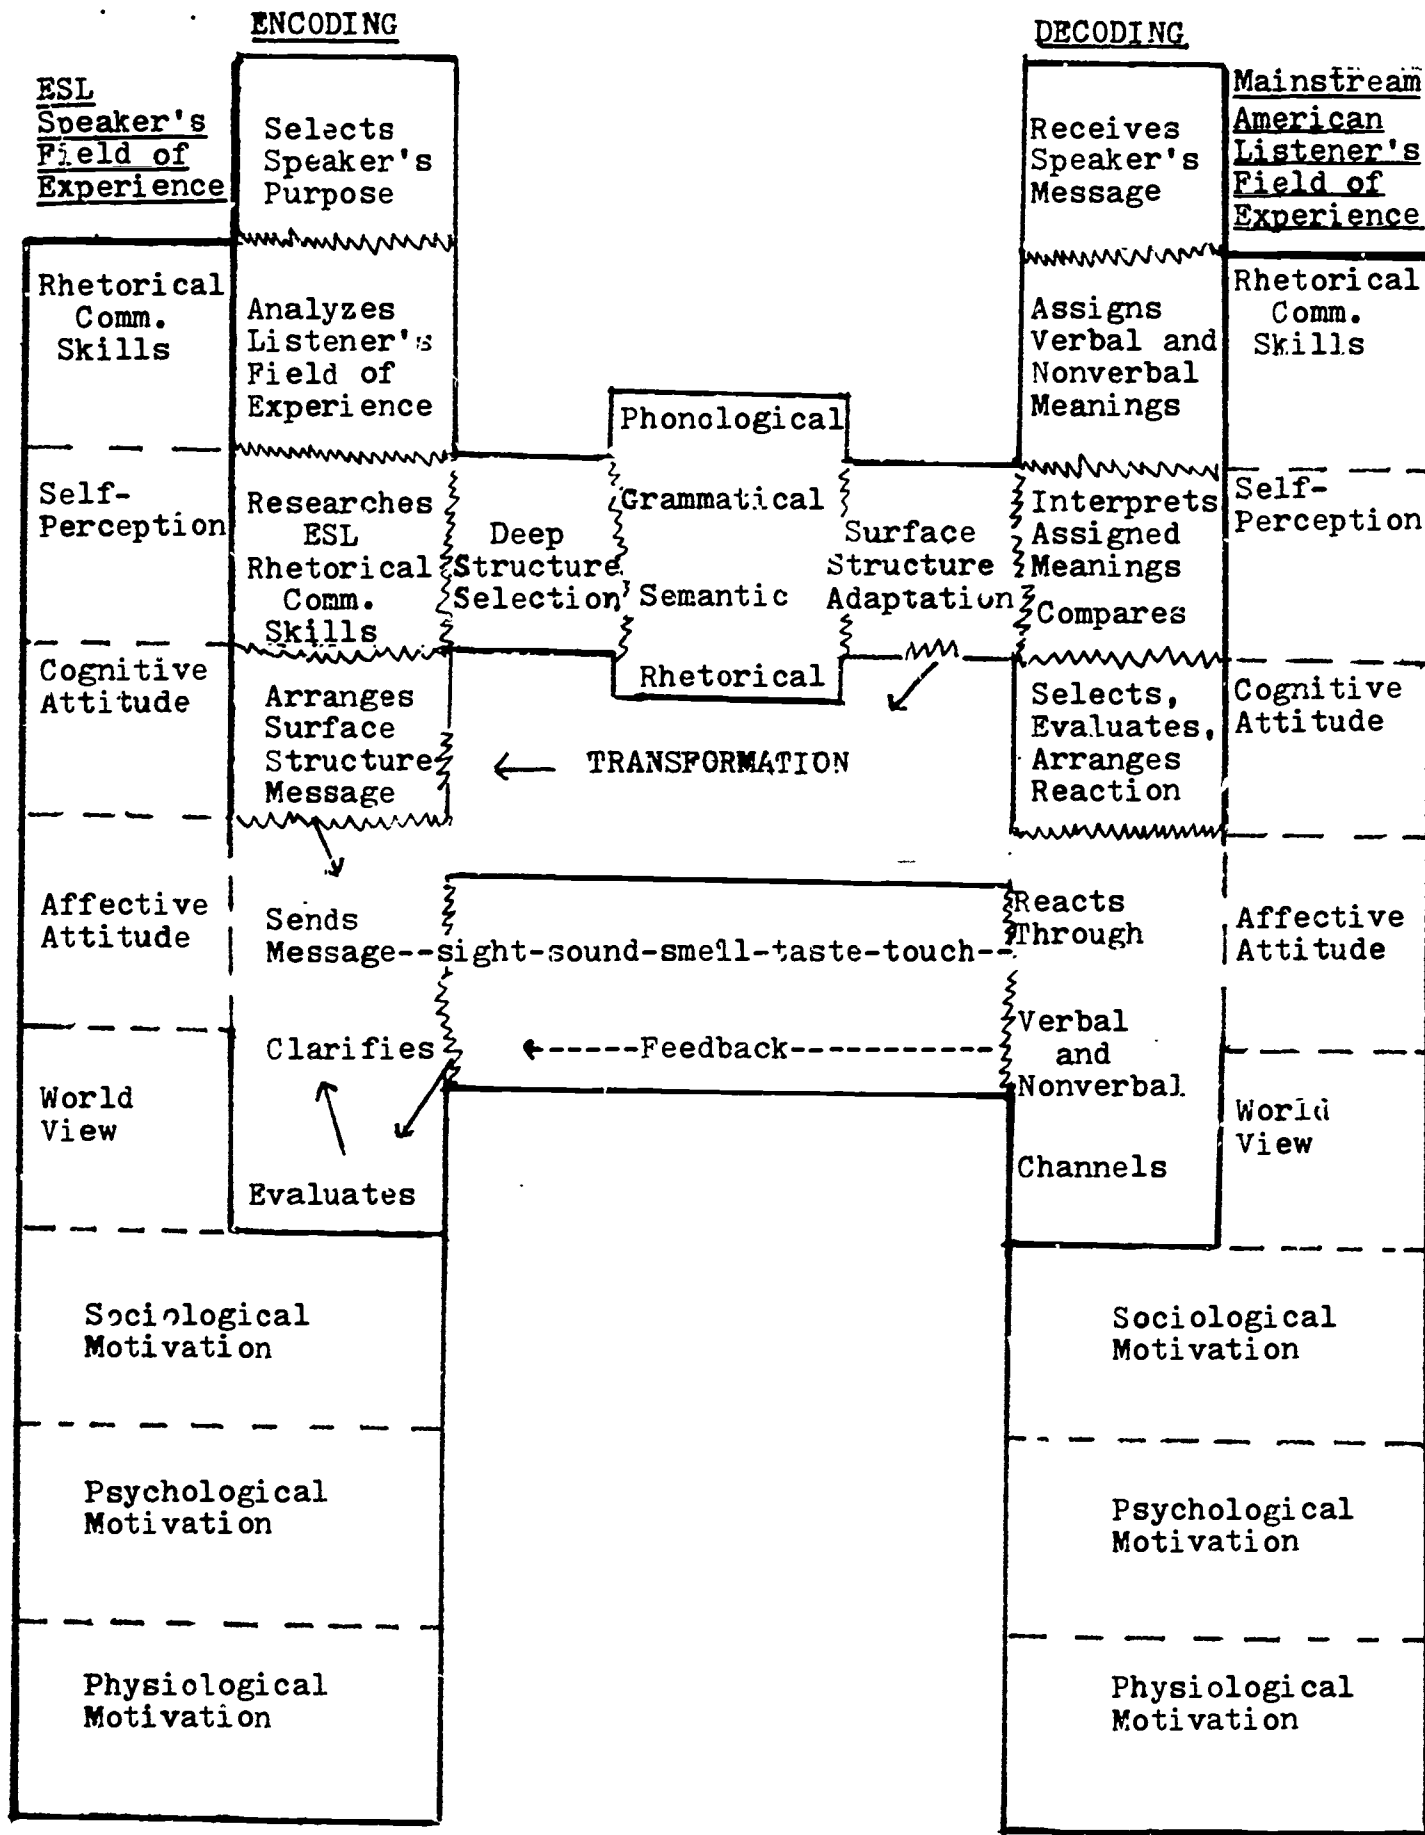 ENCODING
DECODING
ESL
Speaker's
Field of
Experience
Selects
Speaker's
Purpose
Receives
Speaker's
Message
Mainstream
American
Listener's
Field of
Experience
Rhetorical
Comm.
Skills
Analyzes
Listener's
Field of
Experience
Assigns
Verbal and
Nonverbal
Meanings
Rhetorical
Comm.
Skills
Self-
Perception
Researches
ESL
Rhetorical
Comm.
Skills
Deep
Structure
Selection
Phonological
Grammatical
Semantic
Rhetorical
Surface
Structure
Adaptation
Interprets
Assigned
Meanings
Compares
Self-
Perception
Cognitive
Attitude
Arranges
Surface
Structure
Message
← TRANSFORMATION
Selects,
Evaluates,
Arranges
Reaction
Cognitive
Attitude
Affective
Attitude
Sends
Message--sight-sound-smell-taste-touch--
Reacts
Through
Verbal
and
Nonverbal
Channels
Affective
Attitude
Clarifies
←-----Feedback-----------
World
View
Evaluates
World
View
Sociological
Motivation
Sociological
Motivation
Psychological
Motivation
Psychological
Motivation
Physiological
Motivation
Physiological
Motivation